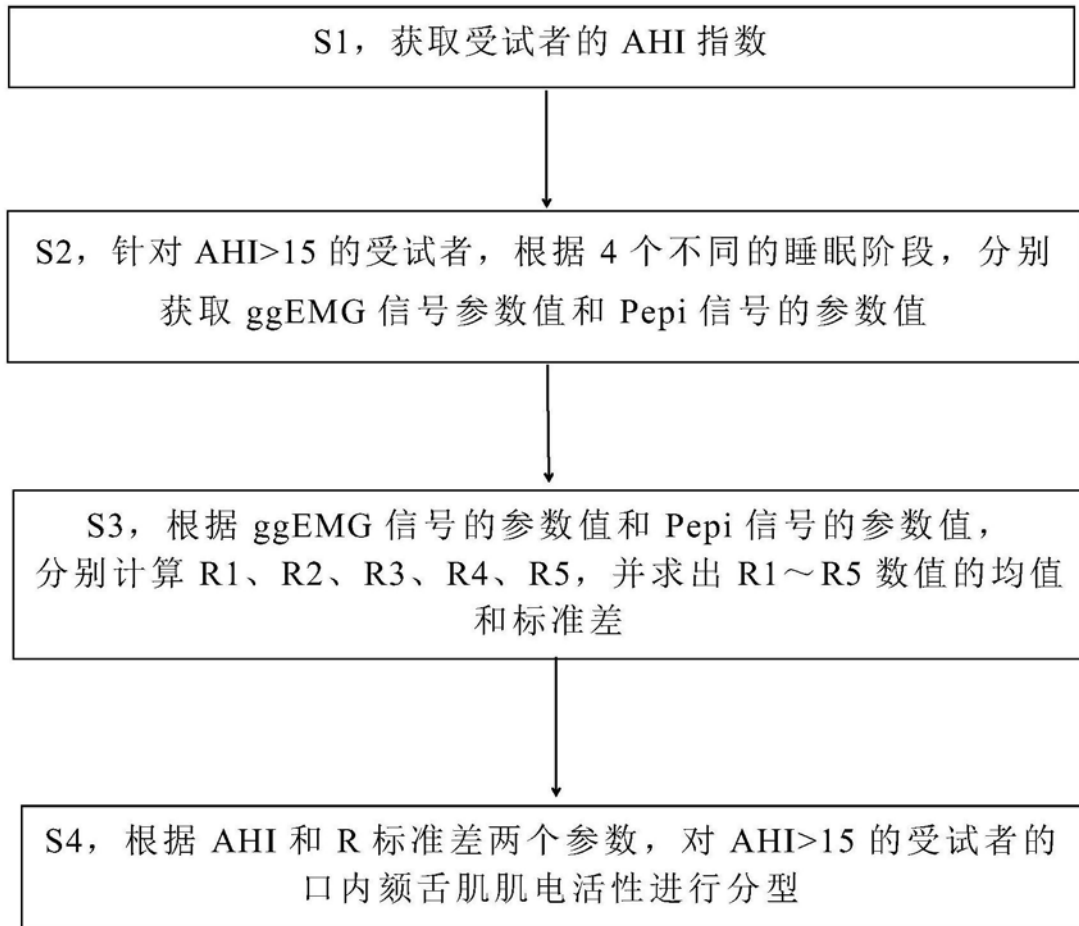 S1，获取受试者的 AHI 指数
S2，针对 AHI>15 的受试者，根据 4 个不同的睡眠阶段，分别
获取 ggEMG 信号参数值和 Pepi 信号的参数值
S3，根据 ggEMG 信号的参数值和 Pepi 信号的参数值，
分别计算 R1、R2、R3、R4、R5，并求出 R1～R5 数值的均值
和标准差
S4，根据 AHI 和 R 标准差两个参数，对 AHI>15 的受试者的
口内颏舌肌肌电活性进行分型